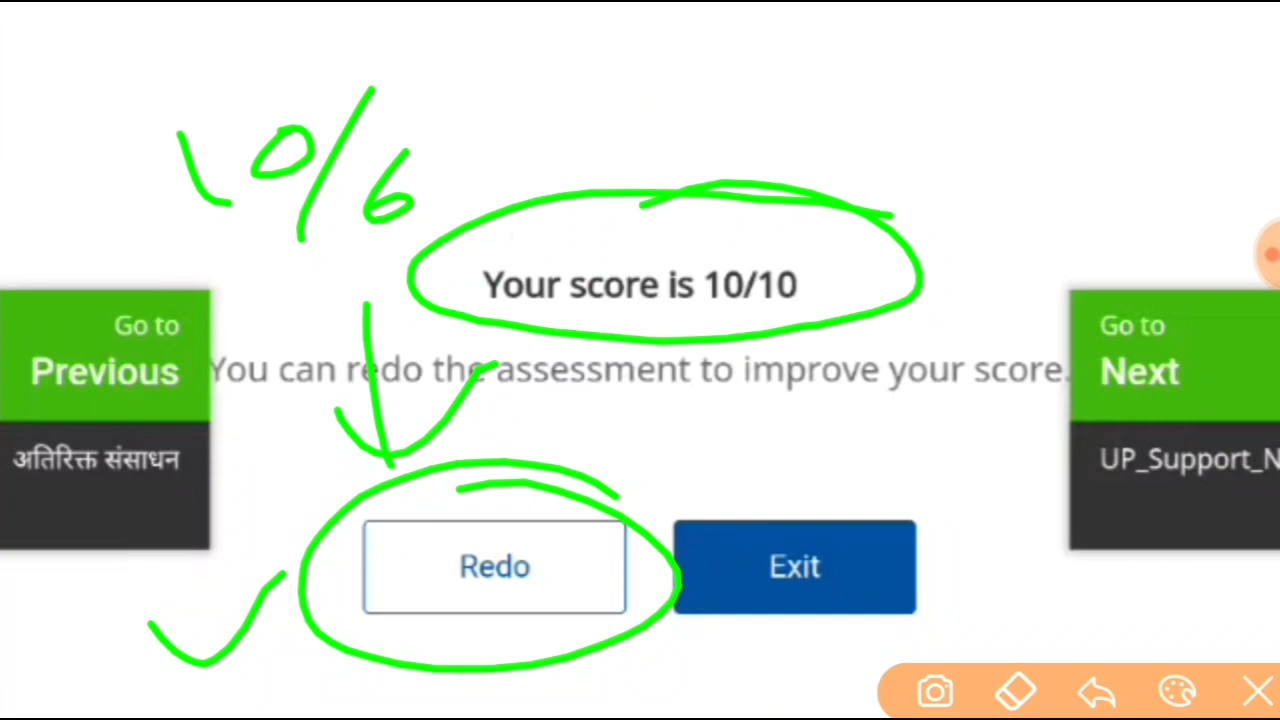 10/6
Your score is 10/10
Go to
Previous
You can redo the assessment to improve your score.
Go to
Next
अतिरिक्त संसाधन
UP_Support_N
Redo
Exit